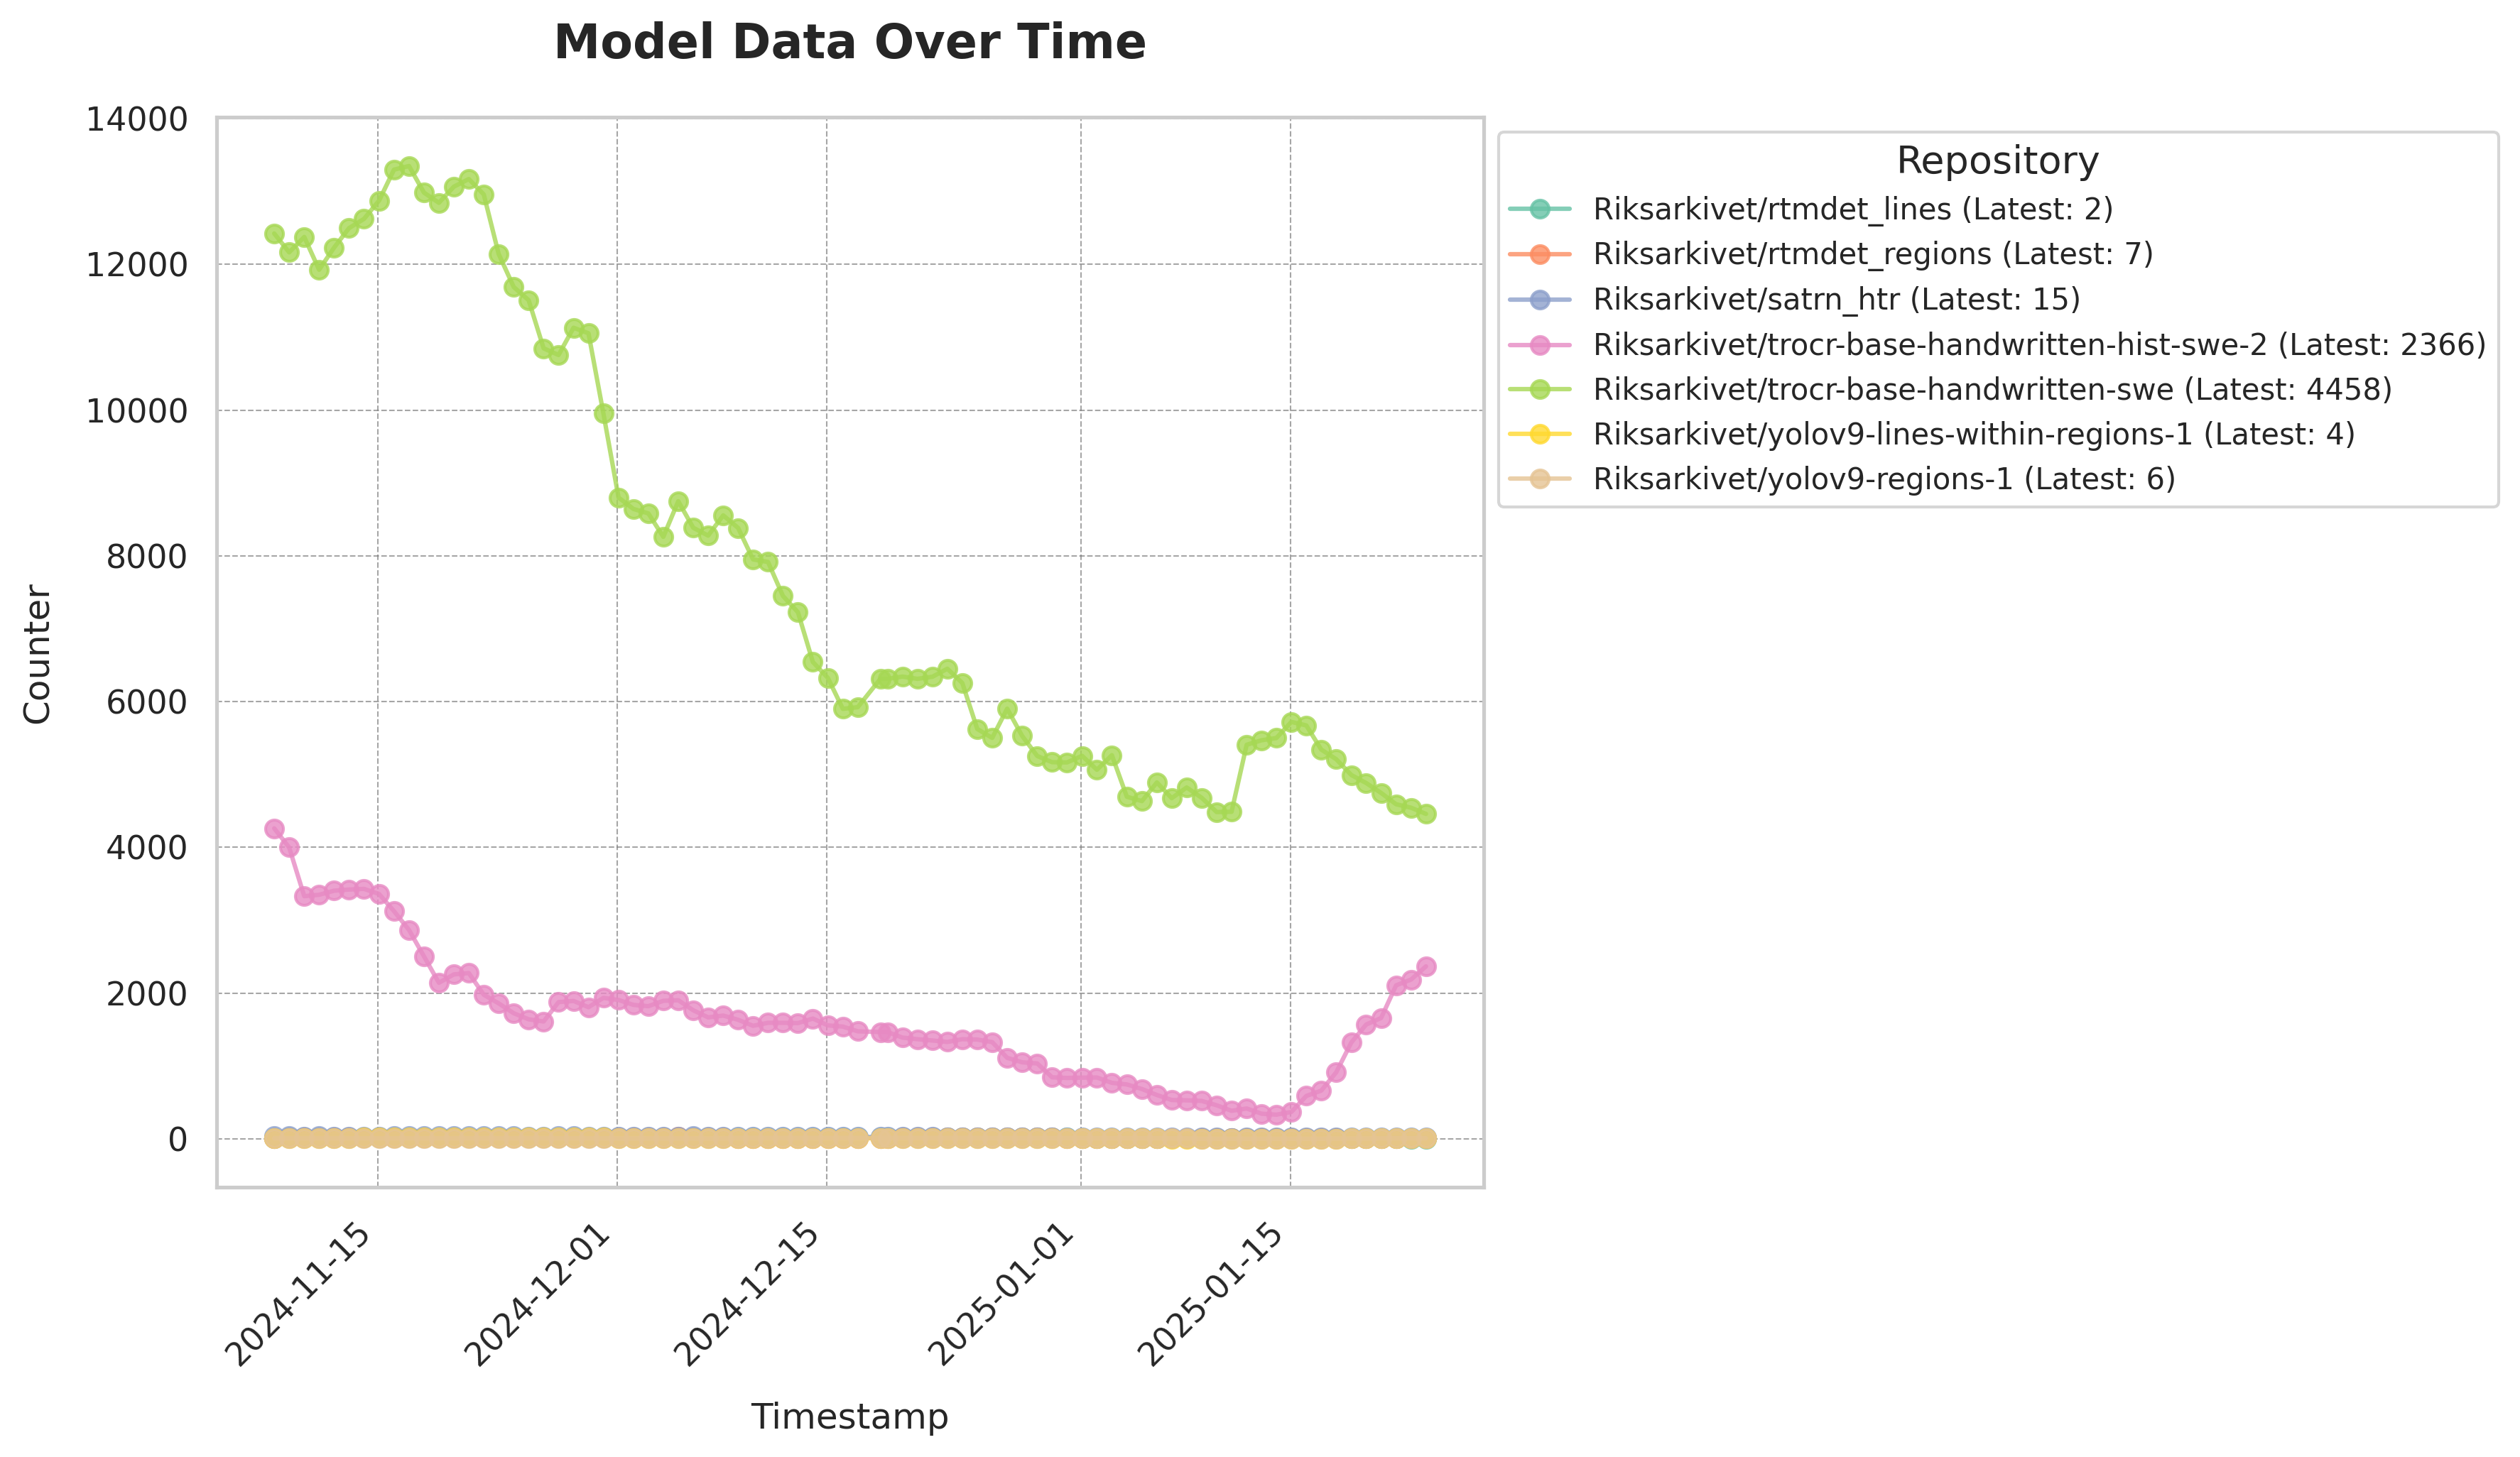 Model Data Over Time
14000
12000
10000
8000
6000
4000
2000
0
Counter
2024-11-15
2024-12-01
2024-12-15
2025-01-01
2025-01-15
Timestamp
Repository
Riksarkivet/rtmdet_lines (Latest: 2)
Riksarkivet/rtmdet_regions (Latest: 7)
Riksarkivet/satrn_htr (Latest: 15)
Riksarkivet/trocr-base-handwritten-hist-swe-2 (Latest: 2366)
Riksarkivet/trocr-base-handwritten-swe (Latest: 4458)
Riksarkivet/yolov9-lines-within-regions-1 (Latest: 4)
Riksarkivet/yolov9-regions-1 (Latest: 6)